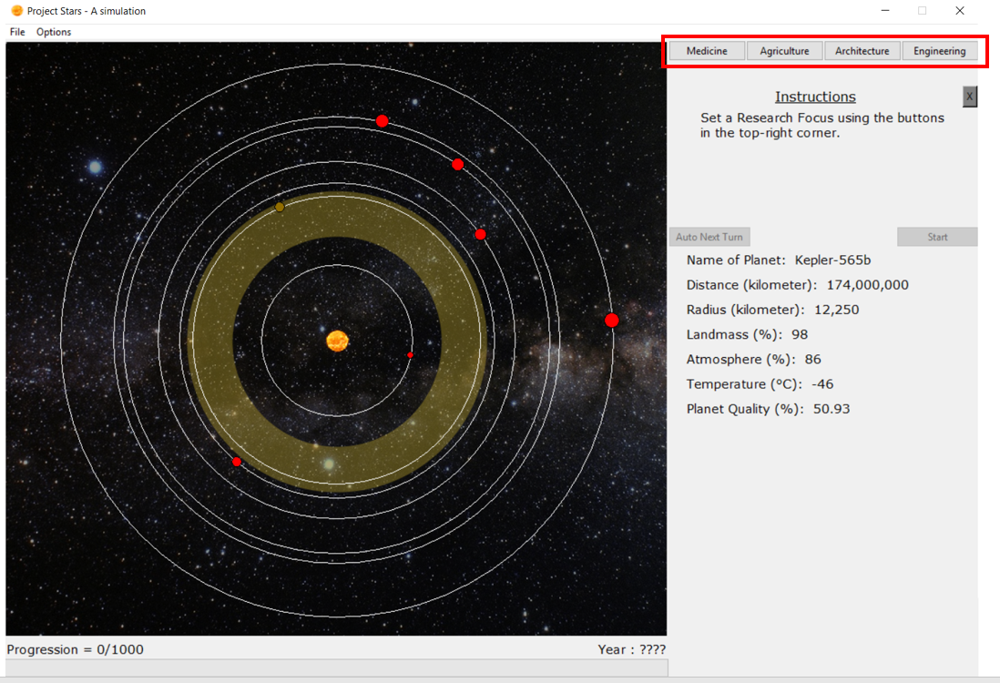 Project Stars - A simulation
File Options
Medicine Agriculture Architecture Engineering
Instructions
X
Set a Research Focus using the buttons
in the top-right corner.
Auto Next Turn Start
Name of Planet: Kepler-565b
Distance (kilometer): 174,000,000
Radius (kilometer): 12,250
Landmass (%): 98
Atmosphere (%): 86
Temperature (°C): -46
Planet Quality (%): 50.93
Progression = 0/1000 Year : ????